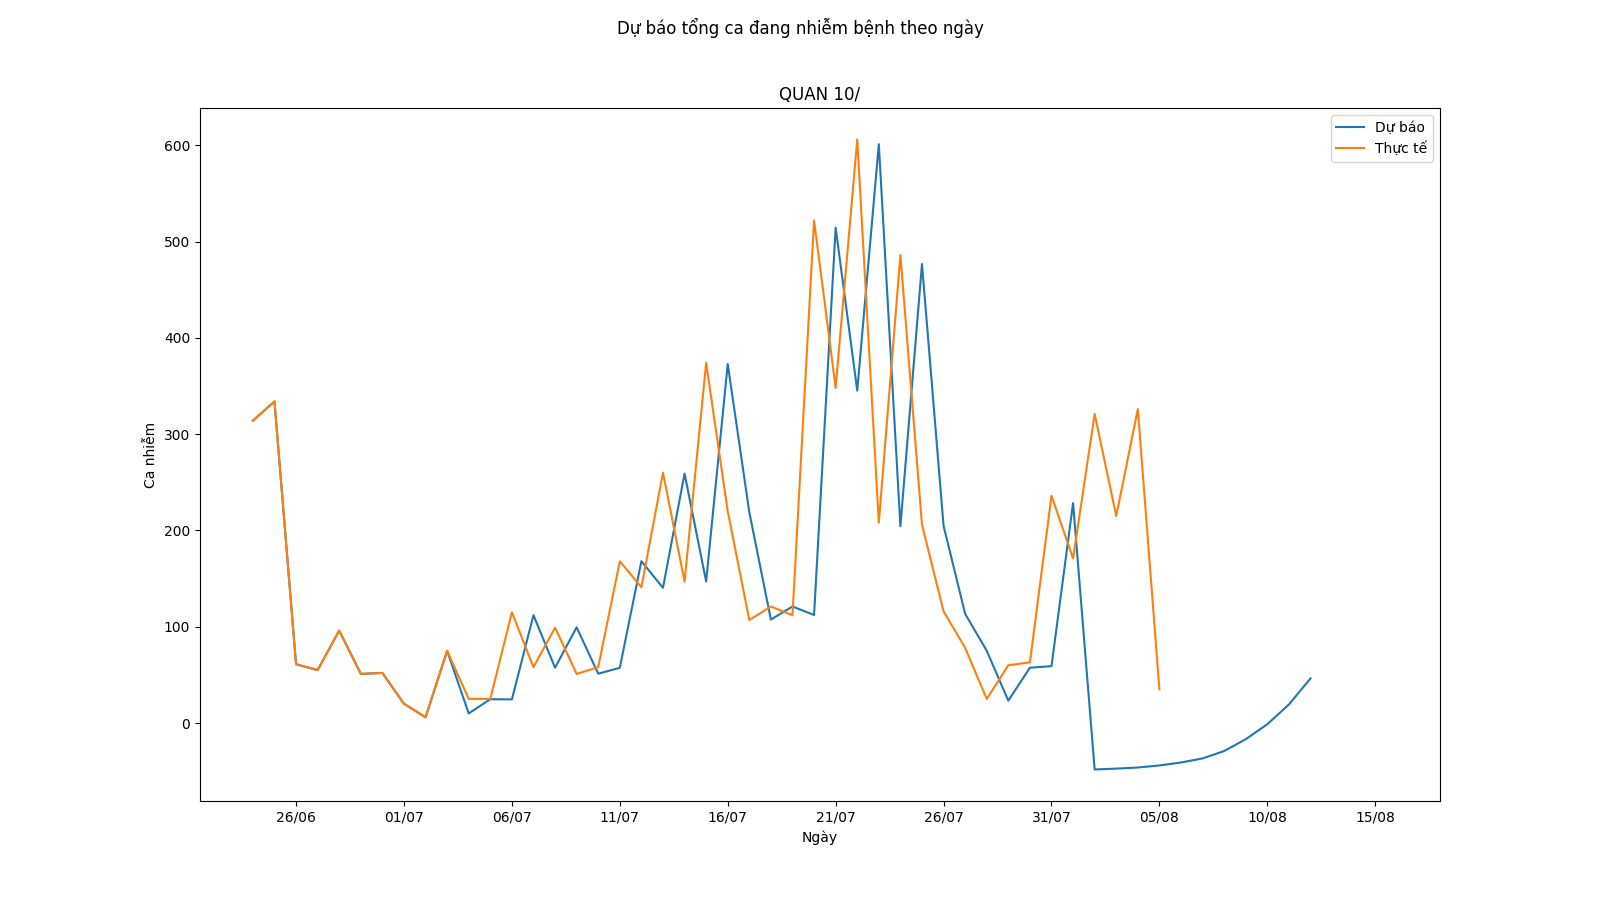 Dự báo tổng ca đang nhiễm bệnh theo ngày
QUAN 10/
Dự báo
Thực tế
600
500
400
300
200
100
0
Ca nhiễm
26/06 01/07 06/07 11/07 16/07 21/07 26/07 31/07 05/08 10/08 15/08
Ngày